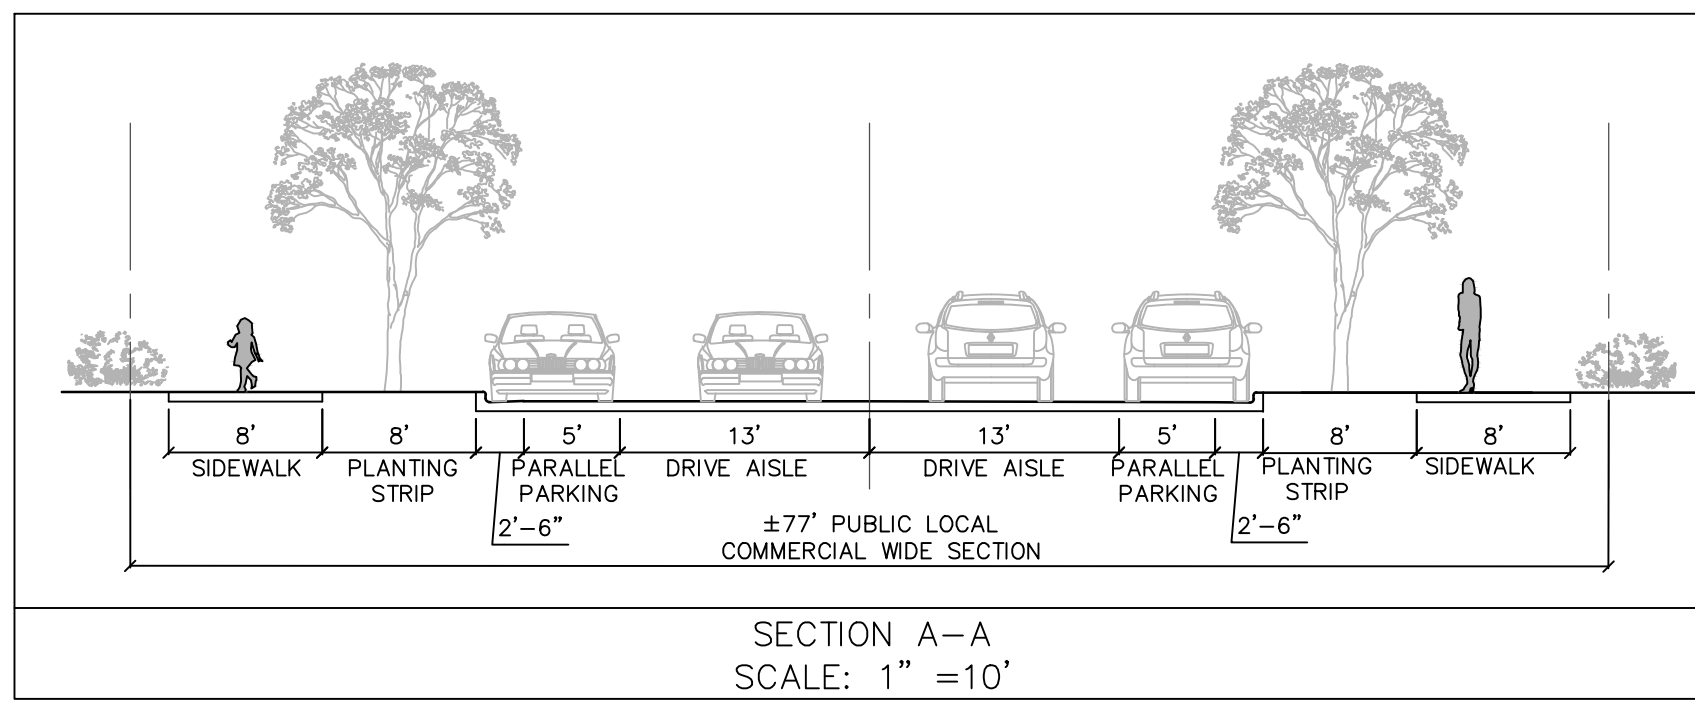 8’ 8’ 5’ 13’ 13’ 5’ 8’ 8’
SIDEWALK PLANTING PARALLEL DRIVE AISLE DRIVE AISLE PARALLEL PLANTING SIDEWALK
STRIP PARKING PARKING STRIP
2’-6” 2’-6”
±77’ PUBLIC LOCAL
COMMERCIAL WIDE SECTION
SECTION A-A
SCALE: 1” =10’